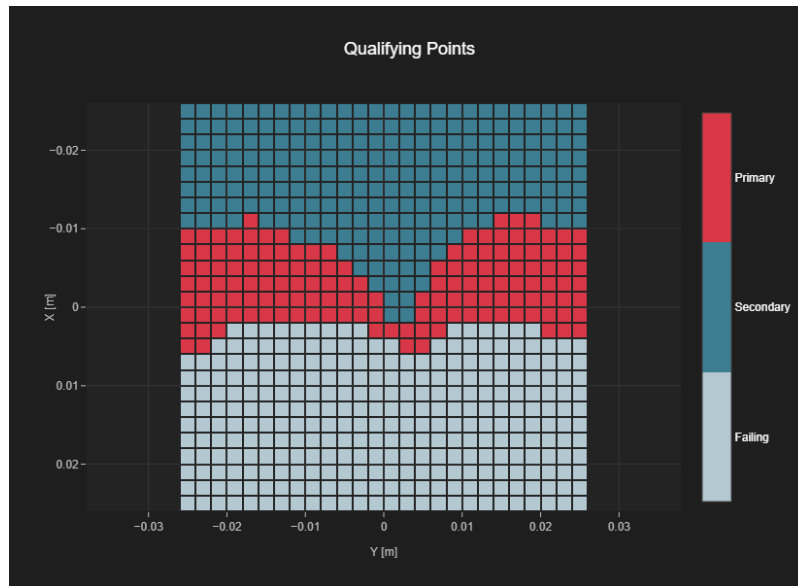 Qualifying Points
−0.02
−0.01
0
0.01
0.02
X [m]
−0.03
−0.02
−0.01
0
0.01
0.02
0.03
Y [m]
Primary
Secondary
Failing